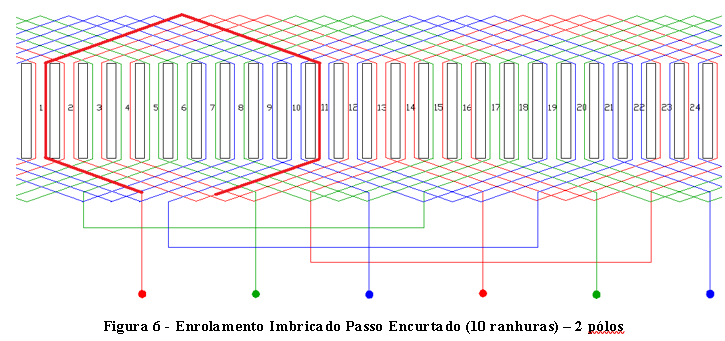 1 2 3 4 5 6 7 8 9 10 11 12 13 14 15 16 17 18 19 20 21 22 23 24
Figura 6 - Enrolamento Imbricado Passo Encurtado (10 ranhuras) – 2 pólos